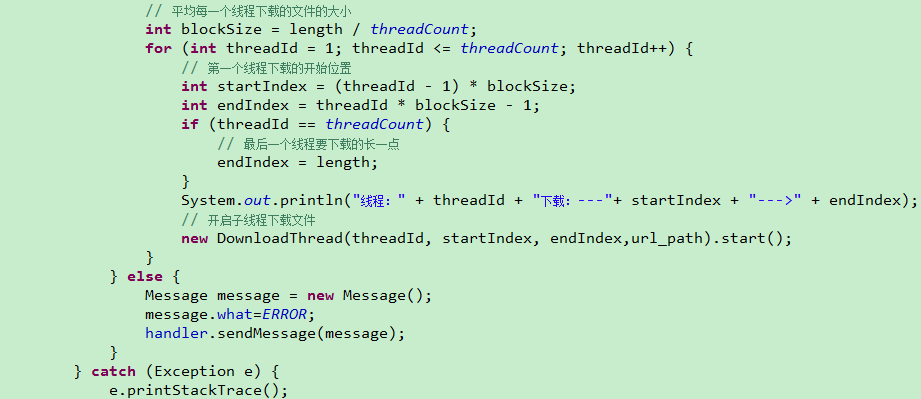 // 平均每一个线程下载的文件的大小
int blockSize = length / threadCount;
for (int threadId = 1; threadId <= threadCount; threadId++) {
// 第一个线程下载的开始位置
int startIndex = (threadId - 1) * blockSize;
int endIndex = threadId * blockSize - 1;
if (threadId == threadCount) {
// 最后一个线程要下载的长一点
endIndex = length;
}
System.out.println("线程：" + threadId + "下载：---"+ startIndex + "--->" + endIndex);
// 开启子线程下载文件
new DownloadThread(threadId, startIndex, endIndex,url_path).start();
}
} else {
Message message = new Message();
message.what=ERROR;
handler.sendMessage(message);
}
} catch (Exception e) {
e.printStackTrace();